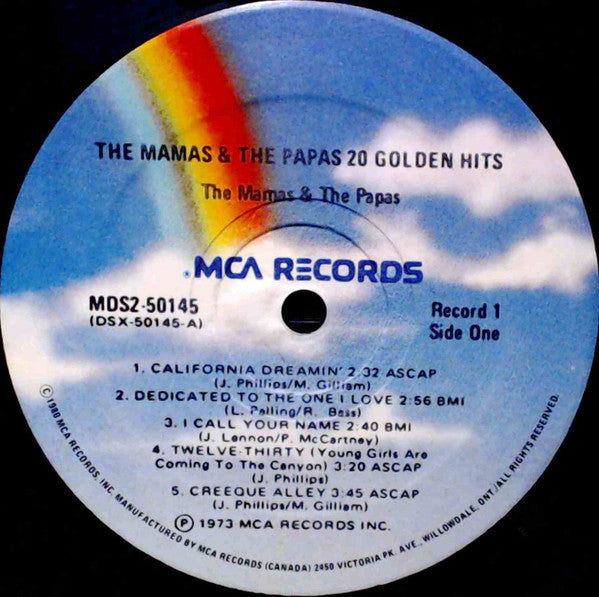 THE MAMAS & THE PAPAS 20 GOLDEN HITS
The Mamas & The Papas
MCA RECORDS
MDS2-50145
(DSX-50145-A)
Record 1
Side One
1. CALIFORNIA DREAMIN' 2:32 ASCAP
(J. Phillips/M. Gilliam)
2. DEDICATED TO THE ONE I LOVE 2:56 BMI
(L. Palling/R. Bass)
3. I CALL YOUR NAME 2:40 BMI
(J. Lennon/P. McCartney)
4. TWELVE-THIRTY (Young Girls Are
Coming To The Canyon) 3:20 ASCAP
(J. Phillips)
5. CREEQUE ALLEY 3:45 ASCAP
(J. Phillips/M. Gilliam)
Ⓟ 1973 MCA RECORDS INC.
© 1980 MCA RECORDS, INC. MANUFACTURED BY MCA RECORDS (CANADA) 2450 VICTORIA PK. AVE., WILLOWDALE, ONT./ALL RIGHTS RESERVED.